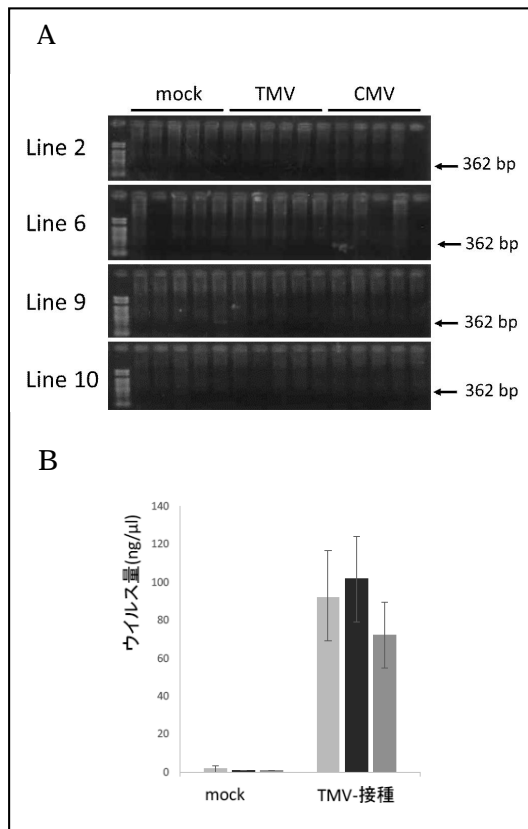 A
mock TMV CMV
Line 2
362 bp
Line 6
362 bp
Line 9
362 bp
Line 10
362 bp
B
ウイルス量(ng/μl)
140
120
100
80
60
40
20
0
mock TMV-接種